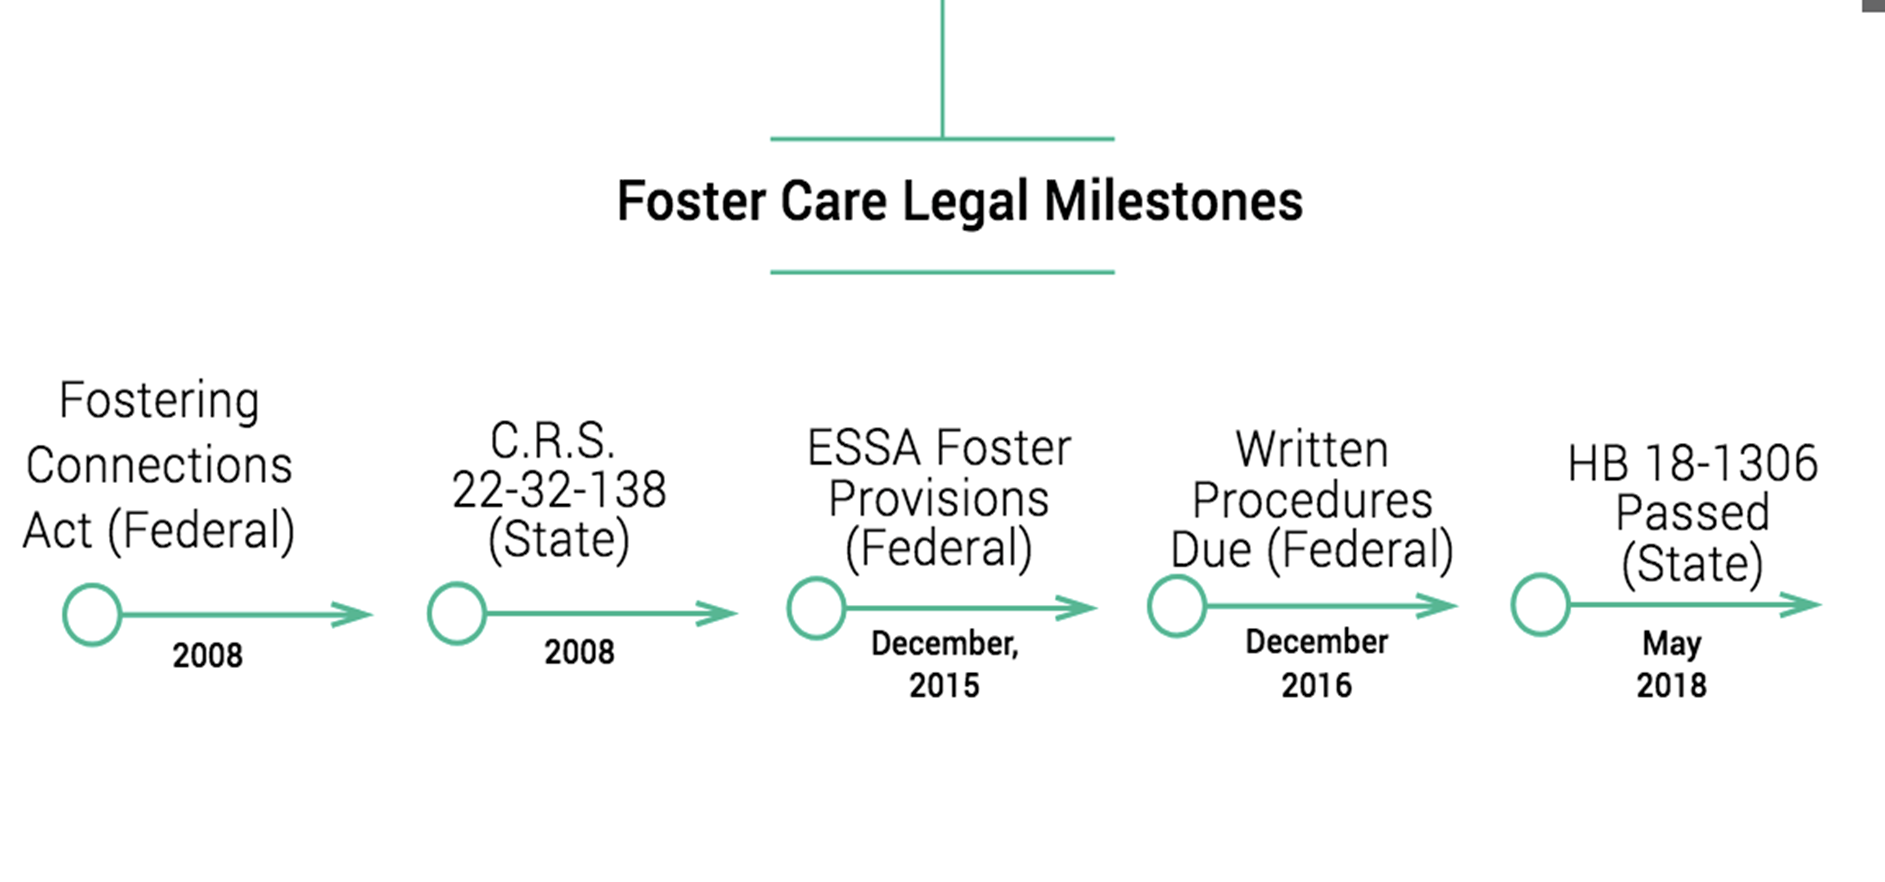 Foster Care Legal Milestones
Fostering
Connections
Act (Federal)
2008
C.R.S.
22-32-138
(State)
2008
ESSA Foster
Provisions
(Federal)
December,
2015
Written
Procedures
Due (Federal)
December
2016
HB 18-1306
Passed
(State)
May
2018